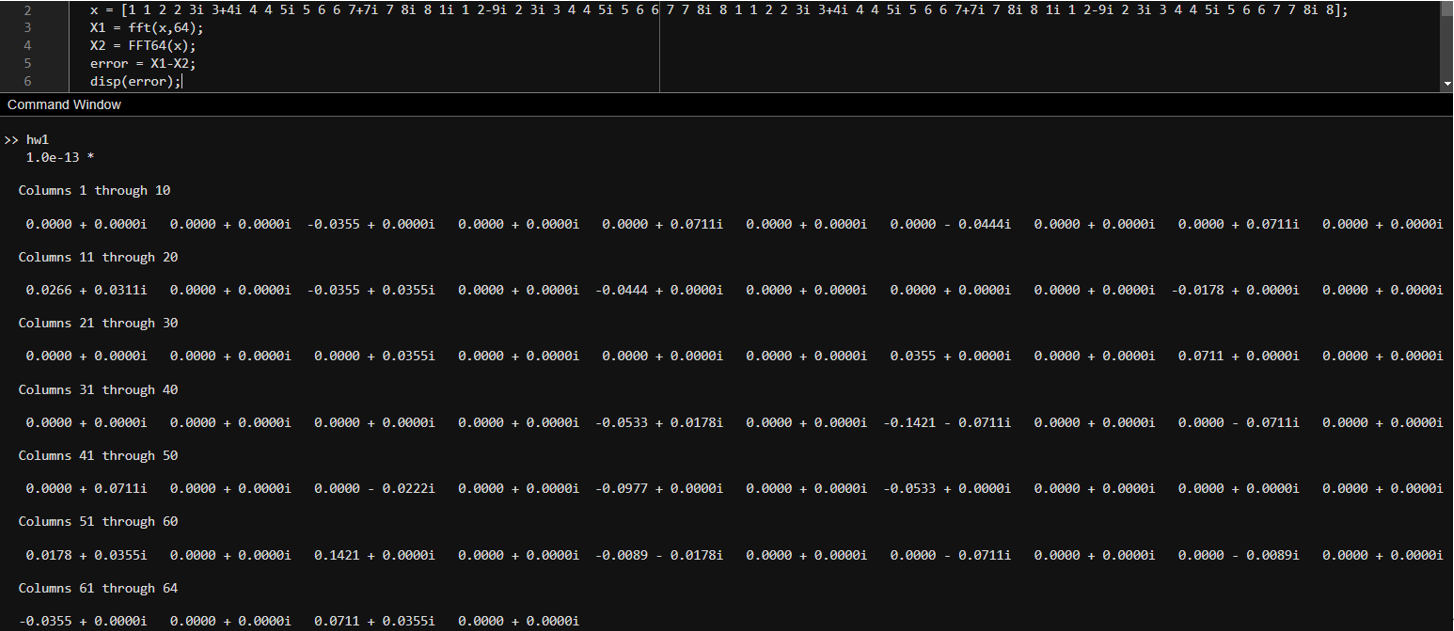 2 x = [1 1 2 2 3i 3+4i 4 4 5i 5 6 6 7+7i 7 8i 8 1i 1 2-9i 2 3i 3 4 4 5i 5 6 6 7 7 8i 8 1 1 2 2 3i 3+4i 4 4 5i 5 6 6 7+7i 7 8i 8 1i 1 2-9i 2 3i 3 4 4 5i 5 6 6 7 7 8i 8];
3 X1 = fft(x,64);
4 X2 = FFT64(x);
5 error = X1-X2;
6 disp(error);
Command Window
>> hw1
1.0e-13 *
Columns 1 through 10
0.0000 + 0.0000i 0.0000 + 0.0000i -0.0355 + 0.0000i 0.0000 + 0.0000i 0.0000 + 0.0711i 0.0000 + 0.0000i 0.0000 - 0.0444i 0.0000 + 0.0000i 0.0000 + 0.0711i 0.0000 + 0.0000i
Columns 11 through 20
0.0266 + 0.0311i 0.0000 + 0.0000i -0.0355 + 0.0355i 0.0000 + 0.0000i -0.0444 + 0.0000i 0.0000 + 0.0000i 0.0000 + 0.0000i 0.0000 + 0.0000i -0.0178 + 0.0000i 0.0000 + 0.0000i
Columns 21 through 30
0.0000 + 0.0000i 0.0000 + 0.0000i 0.0000 + 0.0355i 0.0000 + 0.0000i 0.0000 + 0.0000i 0.0000 + 0.0000i 0.0355 + 0.0000i 0.0000 + 0.0000i 0.0711 + 0.0000i 0.0000 + 0.0000i
Columns 31 through 40
0.0000 + 0.0000i 0.0000 + 0.0000i 0.0000 + 0.0000i 0.0000 + 0.0000i -0.0533 + 0.0178i 0.0000 + 0.0000i -0.1421 - 0.0711i 0.0000 + 0.0000i 0.0000 - 0.0711i 0.0000 + 0.0000i
Columns 41 through 50
0.0000 + 0.0711i 0.0000 + 0.0000i 0.0000 - 0.0222i 0.0000 + 0.0000i -0.0977 + 0.0000i 0.0000 + 0.0000i -0.0533 + 0.0000i 0.0000 + 0.0000i 0.0000 + 0.0000i 0.0000 + 0.0000i
Columns 51 through 60
0.0178 + 0.0355i 0.0000 + 0.0000i 0.1421 + 0.0000i 0.0000 + 0.0000i -0.0089 - 0.0178i 0.0000 + 0.0000i 0.0000 - 0.0711i 0.0000 + 0.0000i 0.0000 - 0.0089i 0.0000 + 0.0000i
Columns 61 through 64
-0.0355 + 0.0000i 0.0000 + 0.0000i 0.0711 + 0.0355i 0.0000 + 0.0000i